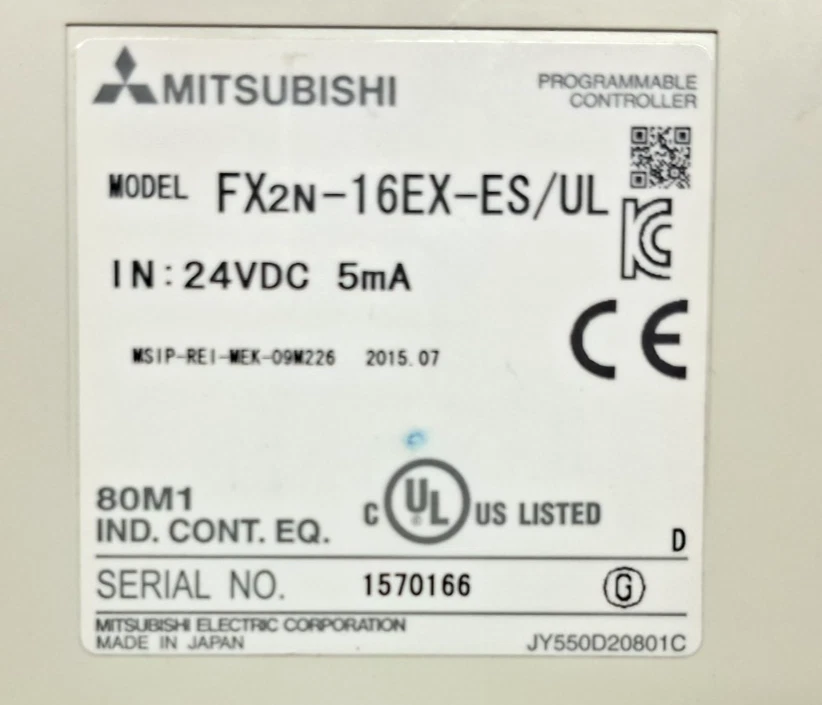 MITSUBISHI
PROGRAMMABLE
CONTROLLER
MODEL FX2N-16EX-ES/UL
IN:24VDC 5mA
MSIP-REI-MEK-09M226 2015.07
CE
80M1
IND. CONT. EQ.
C UL US LISTED
D
SERIAL NO. 1570166 G
MITSUBISHI ELECTRIC CORPORATION
MADE IN JAPAN
JY550D20801C